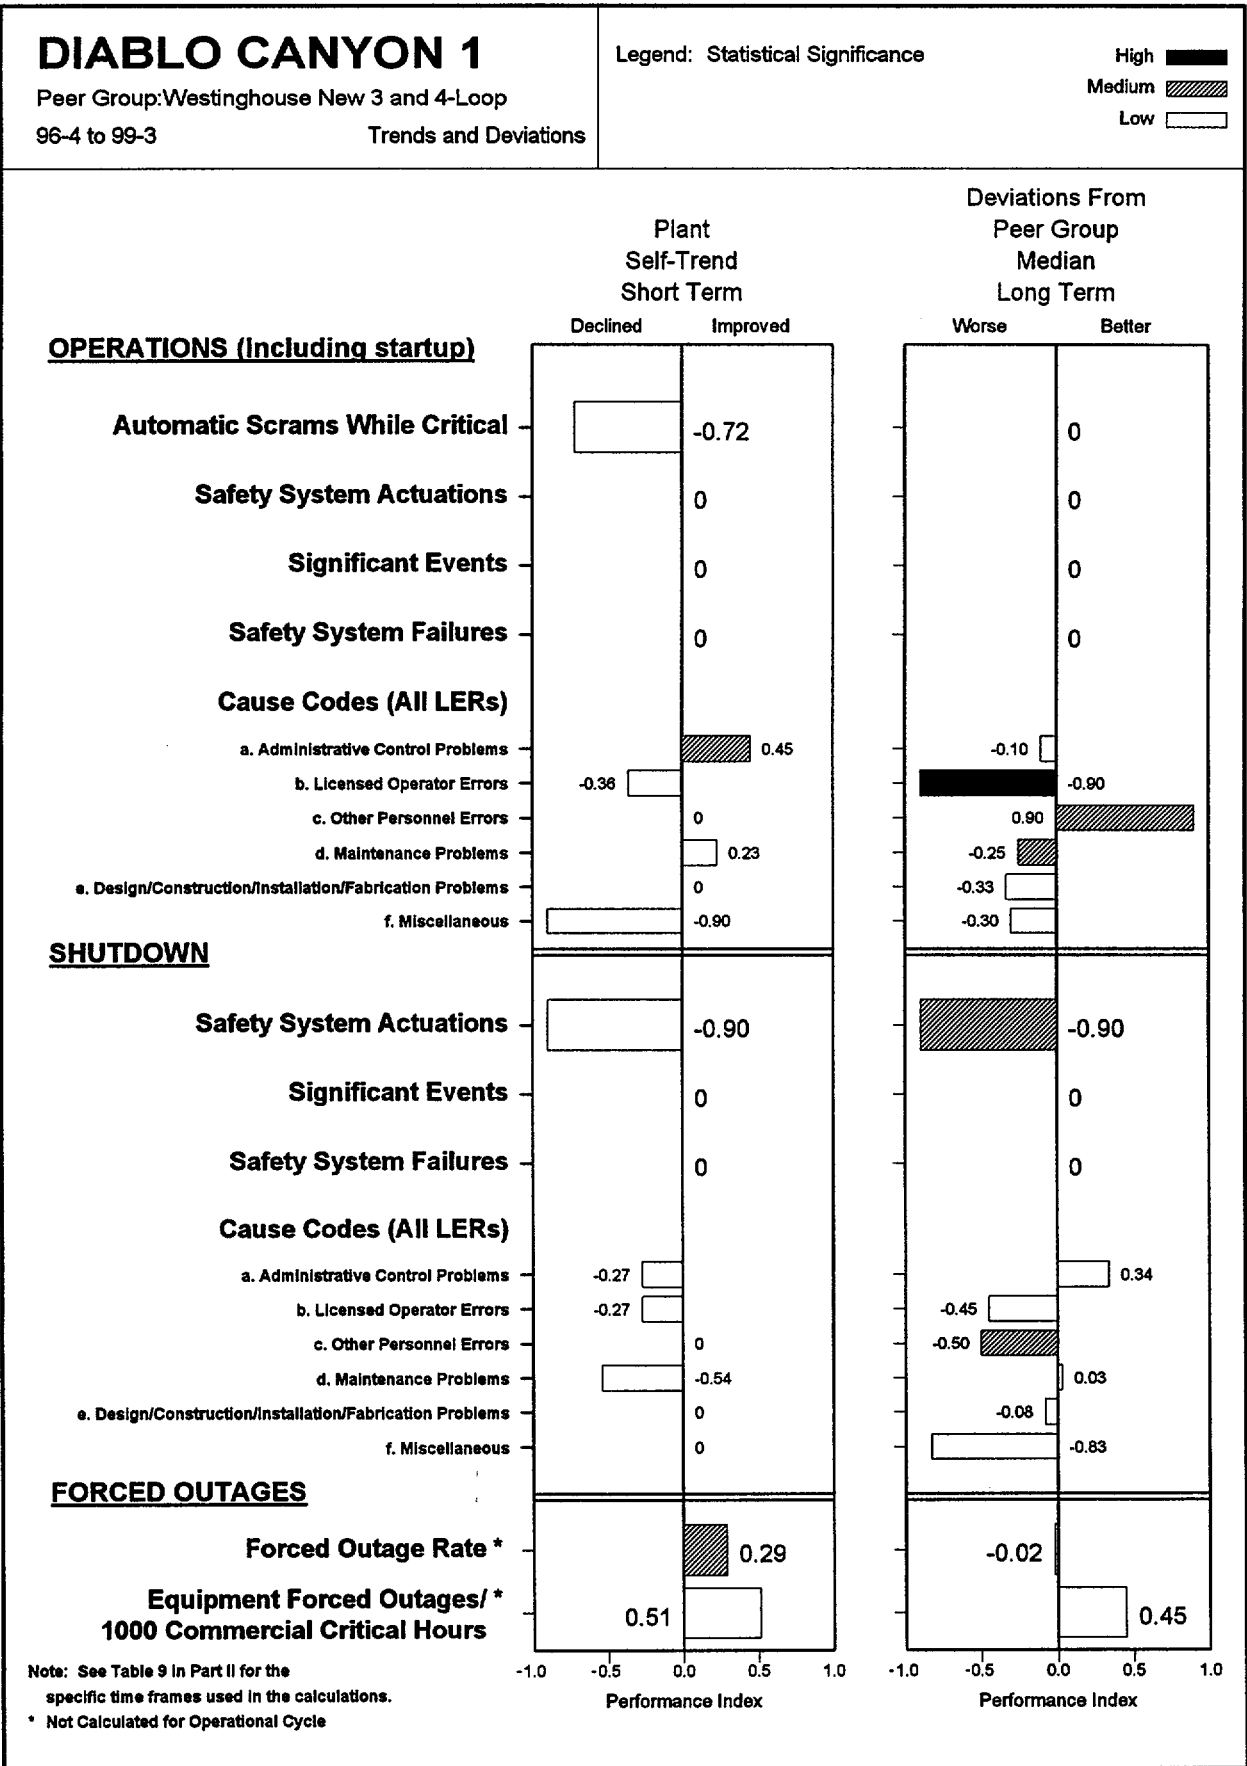 DIABLO CANYON 1
Peer Group:Westinghouse New 3 and 4-Loop
96-4 to 99-3 Trends and Deviations
Legend: Statistical Significance
High
Medium
Low
Plant
Self-Trend
Short Term
Declined Improved
Deviations From
Peer Group
Median
Long Term
Worse Better
OPERATIONS (Including startup)
Automatic Scrams While Critical -0.72 0
Safety System Actuations 0 0
Significant Events 0 0
Safety System Failures 0 0
Cause Codes (All LERs)
a. Administrative Control Problems 0.45 -0.10
b. Licensed Operator Errors -0.36 -0.90
c. Other Personnel Errors 0 0.90
d. Maintenance Problems 0.23 -0.25
e. Design/Construction/Installation/Fabrication Problems 0 -0.33
f. Miscellaneous -0.90 -0.30
SHUTDOWN
Safety System Actuations -0.90 -0.90
Significant Events 0 0
Safety System Failures 0 0
Cause Codes (All LERs)
a. Administrative Control Problems -0.27 0.34
b. Licensed Operator Errors -0.27 -0.45
c. Other Personnel Errors 0 -0.50
d. Maintenance Problems -0.54 0.03
e. Design/Construction/Installation/Fabrication Problems 0 -0.08
f. Miscellaneous 0 -0.83
FORCED OUTAGES
Forced Outage Rate * 0.29 -0.02
Equipment Forced Outages/ *
1000 Commercial Critical Hours 0.51 0.45
-1.0 -0.5 0.0 0.5 1.0 -1.0 -0.5 0.0 0.5 1.0
Performance Index Performance Index
Note: See Table 9 in Part II for the
specific time frames used in the calculations.
* Not Calculated for Operational Cycle